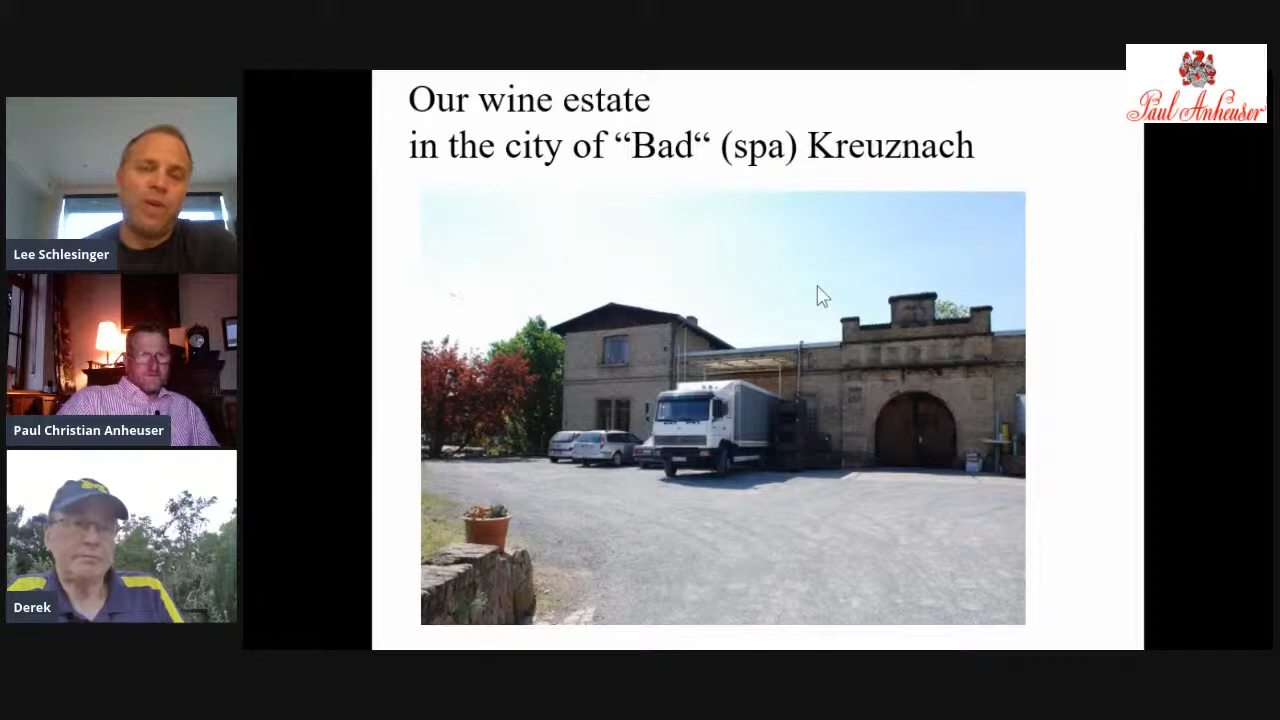 Our wine estate
in the city of “Bad“ (spa) Kreuznach
Paul Anheuser
Lee Schlesinger
Paul Christian Anheuser
Derek